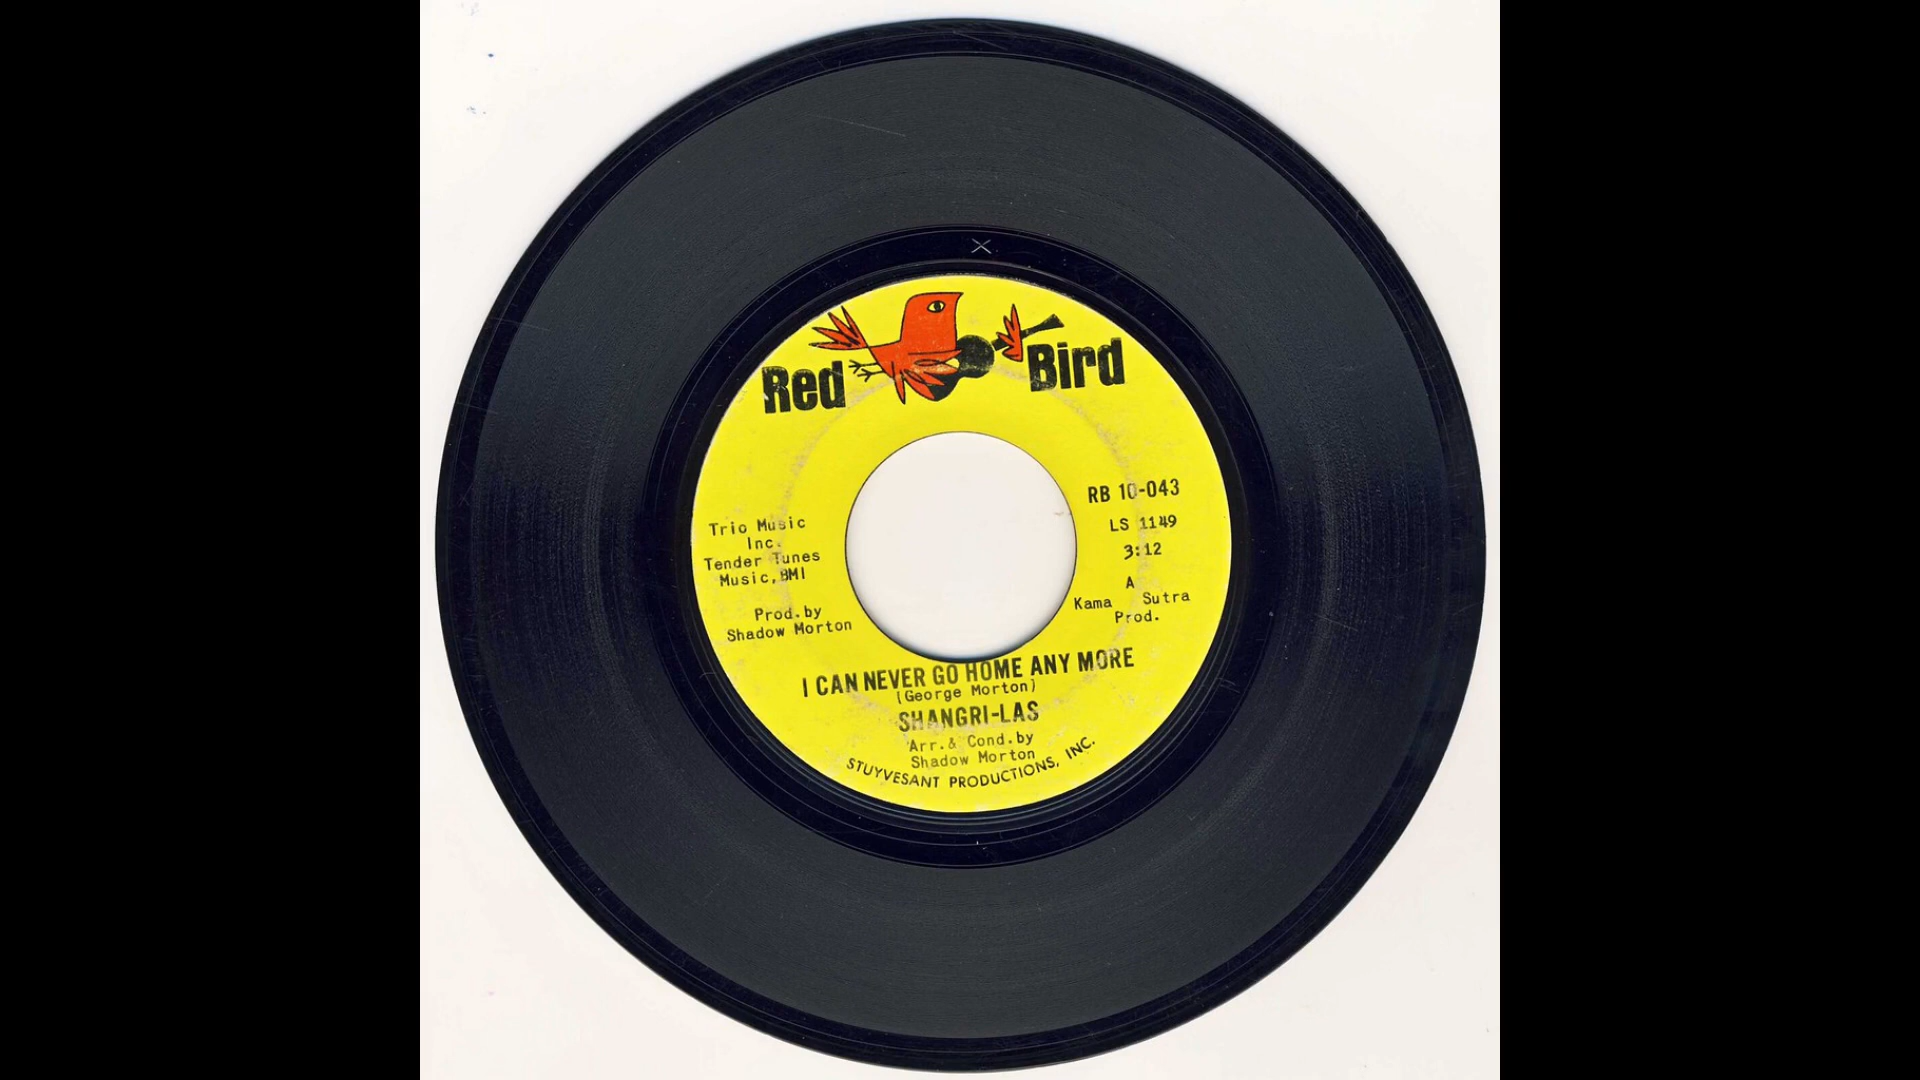 Red Bird
RB 10-043
LS 1149
3:12
A
Kama Sutra
Prod.
Trio Music
Inc.
Tender Tunes
Music,BMI
Prod.by
Shadow Morton
I CAN NEVER GO HOME ANY MORE
(George Morton)
SHANGRI-LAS
Arr.& Cond.by
Shadow Morton
STUYVESANT PRODUCTIONS, INC.